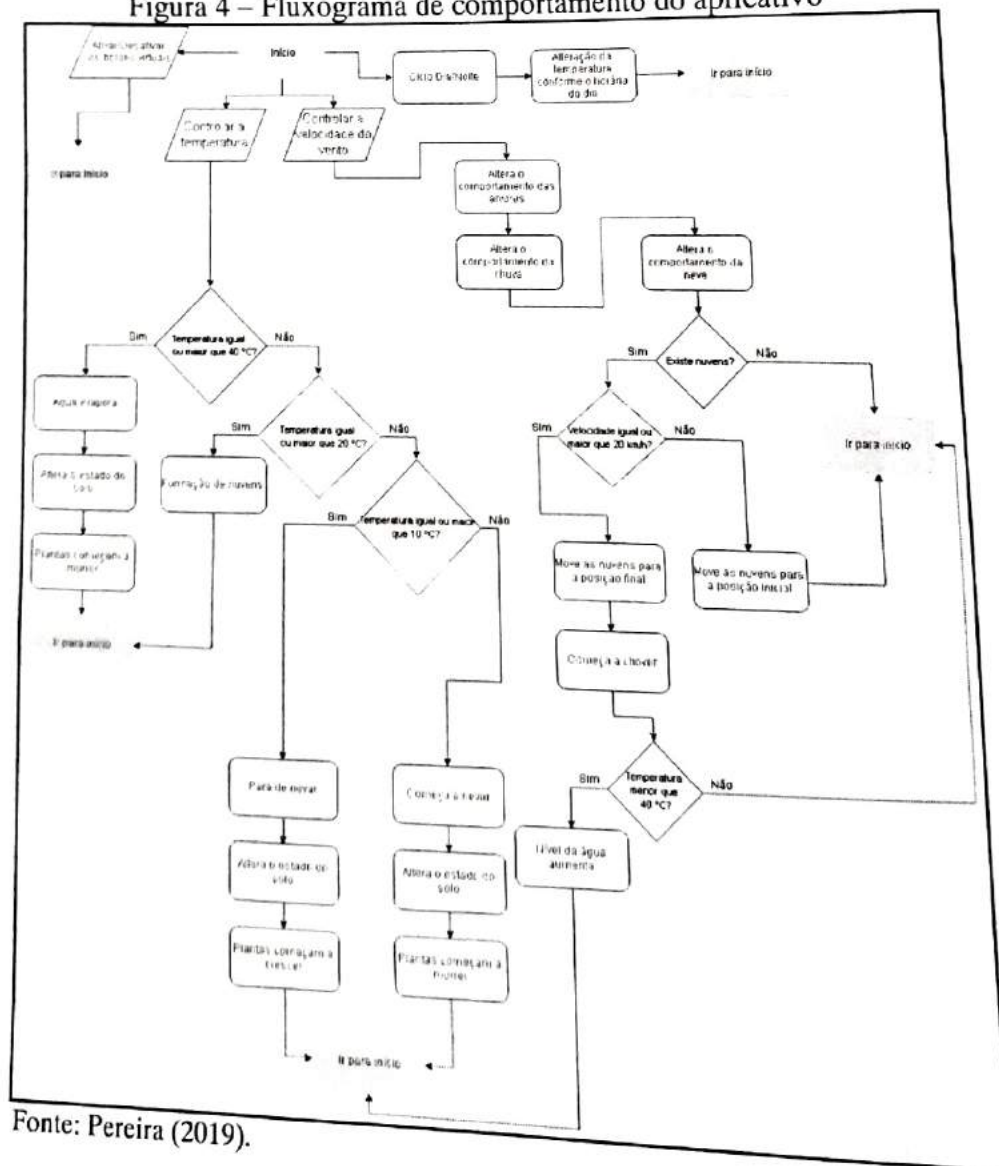 Figura 4 – Fluxograma de comportamento do aplicativo
Início
Ciclo Dia/Noite
Alteração da
temperatura
conforme o horário
do dia
Ir para início
Controlar a
temperatura
Controlar a
velocidade do
vento
Ir para início
Altera o
comportamento das
árvores
Altera o
comportamento da
chuva
Altera o
comportamento da
neve
Temperatura igual
ou maior que 40 °C?
Sim
Não
Existe nuvens?
Sim
Não
Água evapora
Temperatura igual
ou maior que 20 °C?
Sim
Não
Velocidade igual ou
maior que 20 km/h?
Sim
Não
Ir para início
Altera o estado do
solo
Formação de nuvens
Temperatura igual ou maior
que 10 °C?
Sim
Não
Plantas começam a
morrer
Move as nuvens para
a posição final
Move as nuvens para
a posição inicial
Ir para início
Começa a chover
Para de nevar
Começa a nevar
Temperatura
menor que
40 °C?
Sim
Não
Nível da água
aumenta
Altera o estado do
solo
Altera o estado do
solo
Plantas começam a
crescer
Plantas começam a
morrer
Ir para início
Fonte: Pereira (2019).